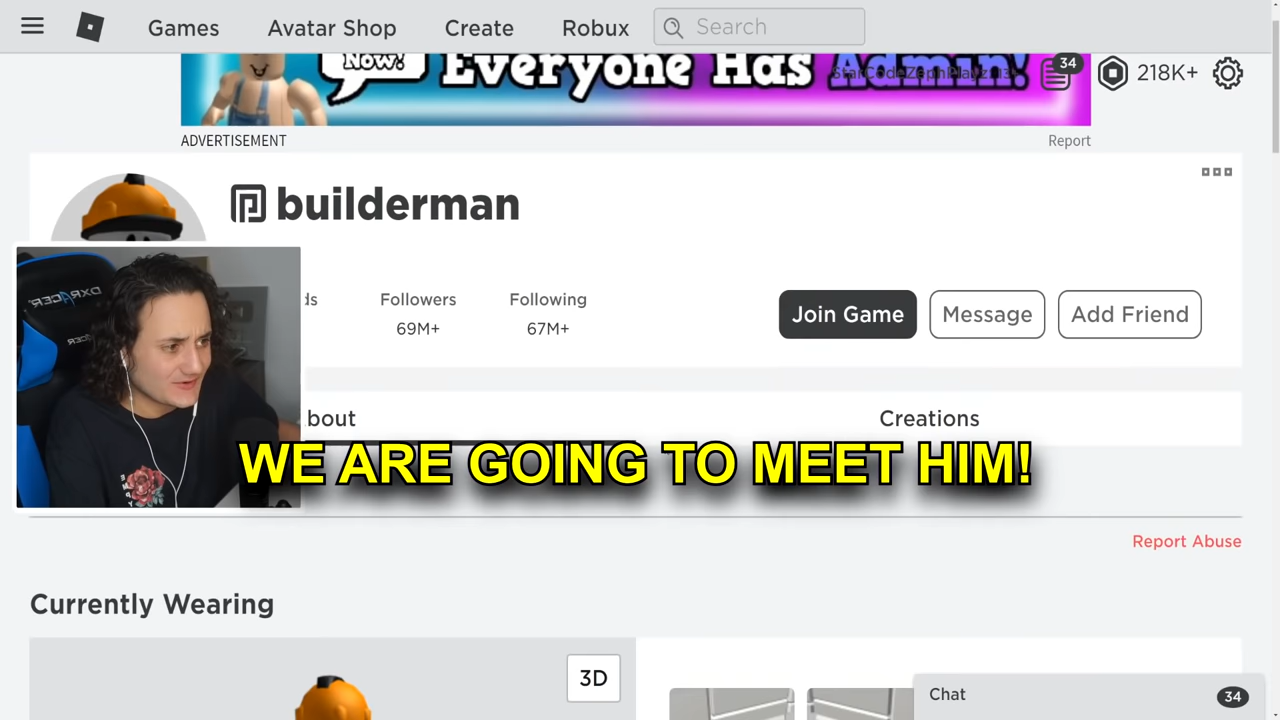 Games
Avatar Shop
Create
Robux
Search
Now!
Everyone Has Admin!
34
218K+
ADVERTISEMENT
Report
builderman
ds
Followers
Following
69M+
67M+
Join Game
Message
Add Friend
DXRACER
bout
Creations
WE ARE GOING TO MEET HIM!
Report Abuse
Currently Wearing
3D
Chat
34